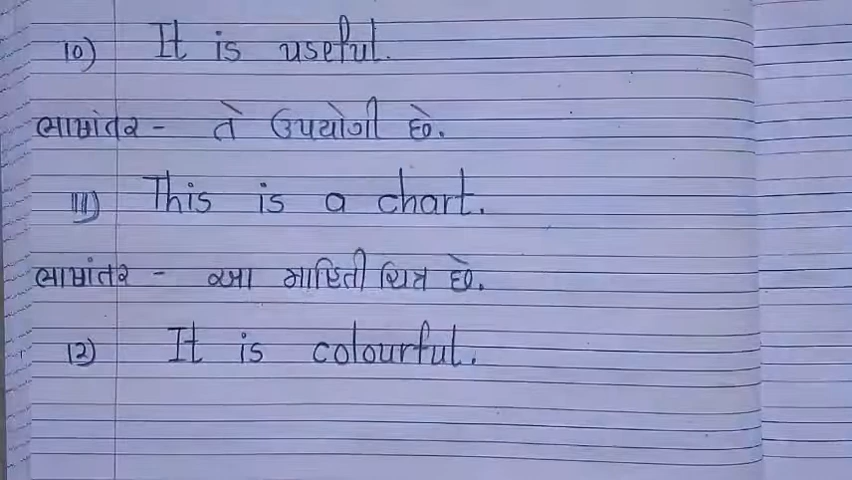 10) It is useful.
ભાષાંતર - તે ઉપયોગી છે.
11) This is a chart.
ભાષાંતર - આ માહિતી ચિત્ર છે.
12) It is colourful.